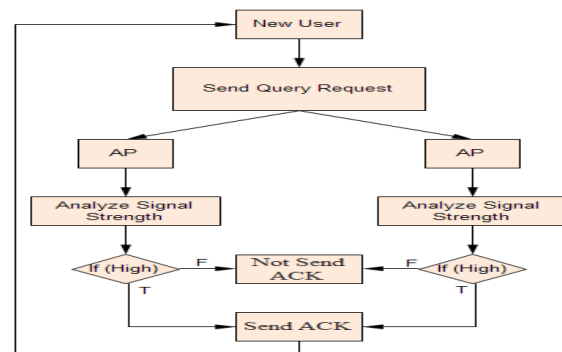 New User
Send Query Request
AP
AP
Analyze Signal
Strength
Analyze Signal
Strength
If (High)
F
Not Send
ACK
F
If (High)
T
T
Send ACK